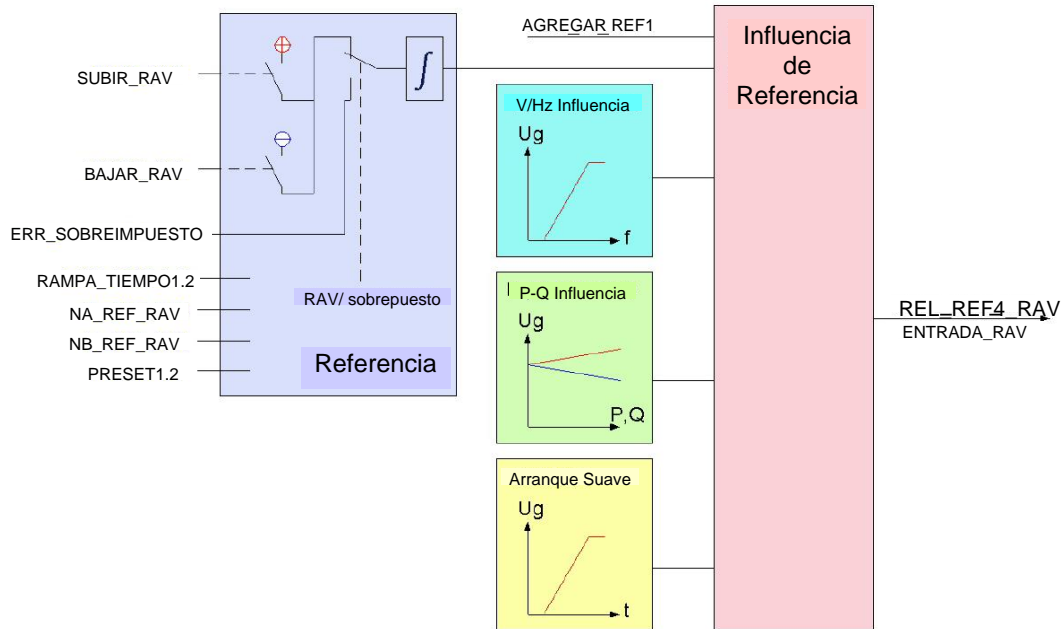 AGREGAR_REF1
Influencia
de
Referencia
SUBIR_RAV
BAJAR_RAV
ERR_SOBREIMPUESTO
RAMPA_TIEMPO1.2
NA_REF_RAV
NB_REF_RAV
PRESET1.2
∫
RAV/ sobrepuesto
Referencia
V/Hz Influencia
Ug
f
P-Q Influencia
Ug
P,Q
Arranque Suave
Ug
t
REL_REF4_RAV
ENTRADA_RAV